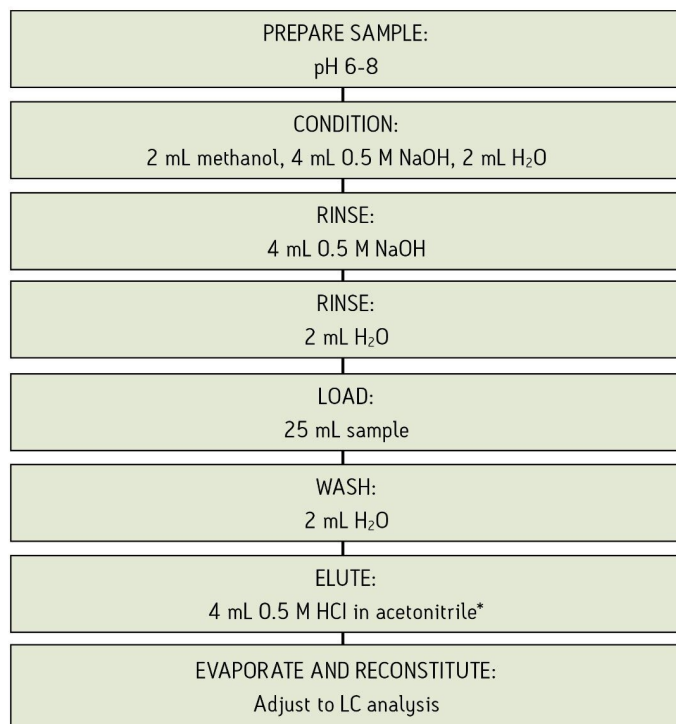 PREPARE SAMPLE:
pH 6-8
CONDITION:
2 mL methanol, 4 mL 0.5 M NaOH, 2 mL H₂O
RINSE:
4 mL 0.5 M NaOH
RINSE:
2 mL H₂O
LOAD:
25 mL sample
WASH:
2 mL H₂O
ELUTE:
4 mL 0.5 M HCl in acetonitrile*
EVAPORATE AND RECONSTITUTE:
Adjust to LC analysis